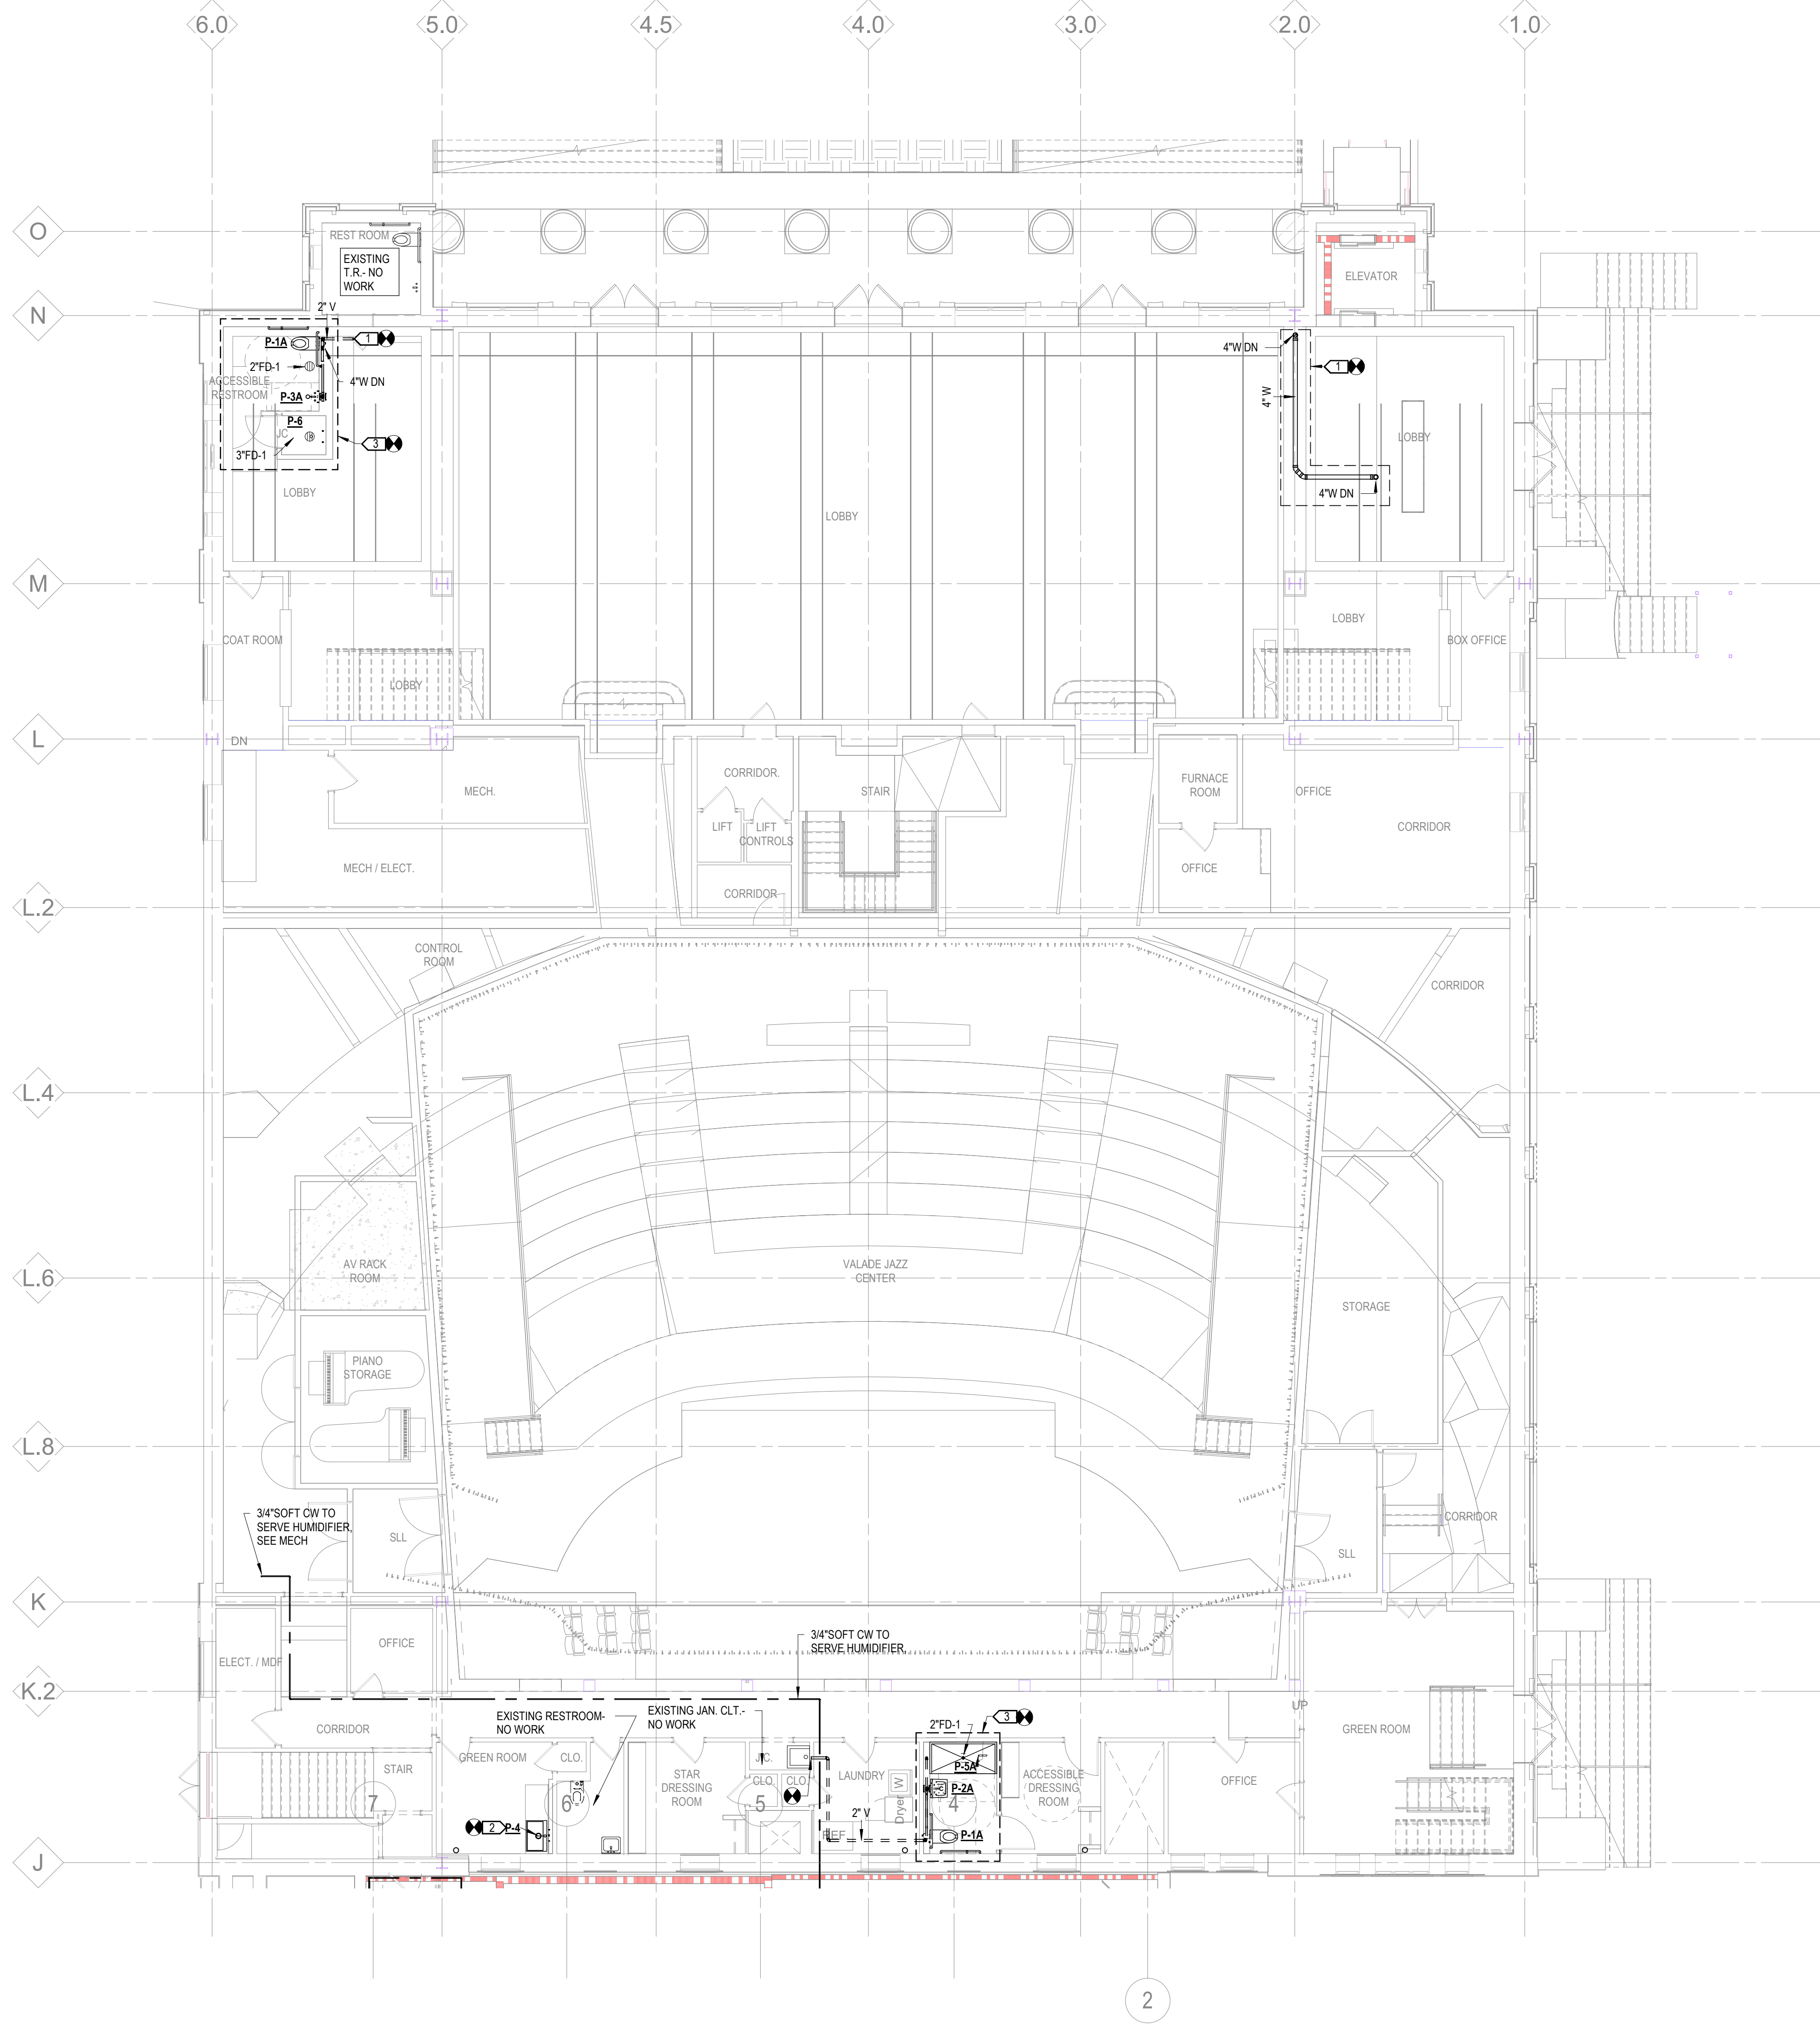 6.0 5.0 4.5 4.0 3.0 2.0 1.0
O
REST ROOM
EXISTING
T.R.- NO
WORK
ELEVATOR
N
2" V
P-1A
1
2"FD-1
4"W DN
ACCESSIBLE
RESTROOM
P-3A
P-6
JC
3
3"FD-1
LOBBY
LOBBY
4"W DN
1
4" W
LOBBY
4"W DN
M
COAT ROOM
LOBBY
LOBBY
BOX OFFICE
L
DN
MECH.
CORRIDOR.
STAIR
FURNACE
ROOM
OFFICE
LIFT
LIFT
CONTROLS
CORRIDOR
MECH / ELECT.
CORRIDOR
OFFICE
L.2
CONTROL
ROOM
CORRIDOR
L.4
L.6
AV RACK
ROOM
VALADE JAZZ
CENTER
STORAGE
PIANO
STORAGE
L.8
3/4"SOFT CW TO
SERVE HUMIDIFIER,
SEE MECH
SLL
CORRIDOR
SLL
K
OFFICE
3/4"SOFT CW TO
SERVE HUMIDIFIER,
ELECT. / MDF
K.2
EXISTING RESTROOM-
NO WORK
EXISTING JAN. CLT.-
NO WORK
UP
CORRIDOR
2"FD-1
3
GREEN ROOM
GREEN ROOM
CLO.
J.C.
STAIR
STAR
DRESSING
ROOM
CLO.
CLO.
LAUNDRY
W
Dryer
P-5A
P-2A
ACCESSIBLE
DRESSING
ROOM
OFFICE
7
6
5
4
2
P-4
2" V
REF
P-1A
J
2